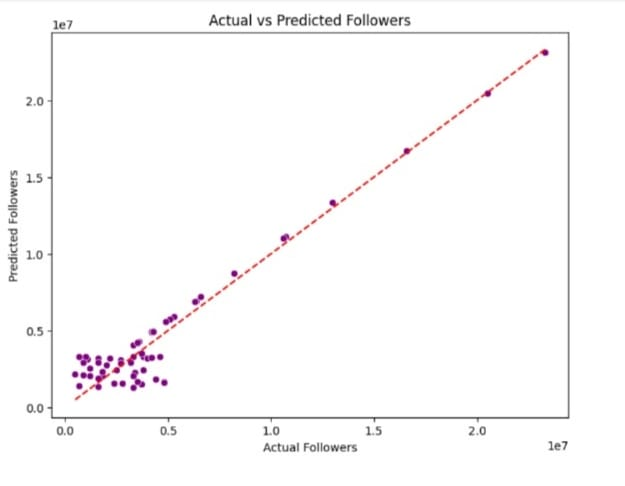 Actual vs Predicted Followers
1e7
2.0
1.5
1.0
0.5
0.0
Predicted Followers
0.0 0.5 1.0 1.5 2.0
1e7
Actual Followers